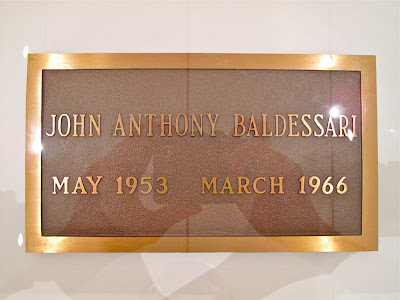 JOHN ANTHONY BALDESSARI
MAY 1953 MARCH 1966